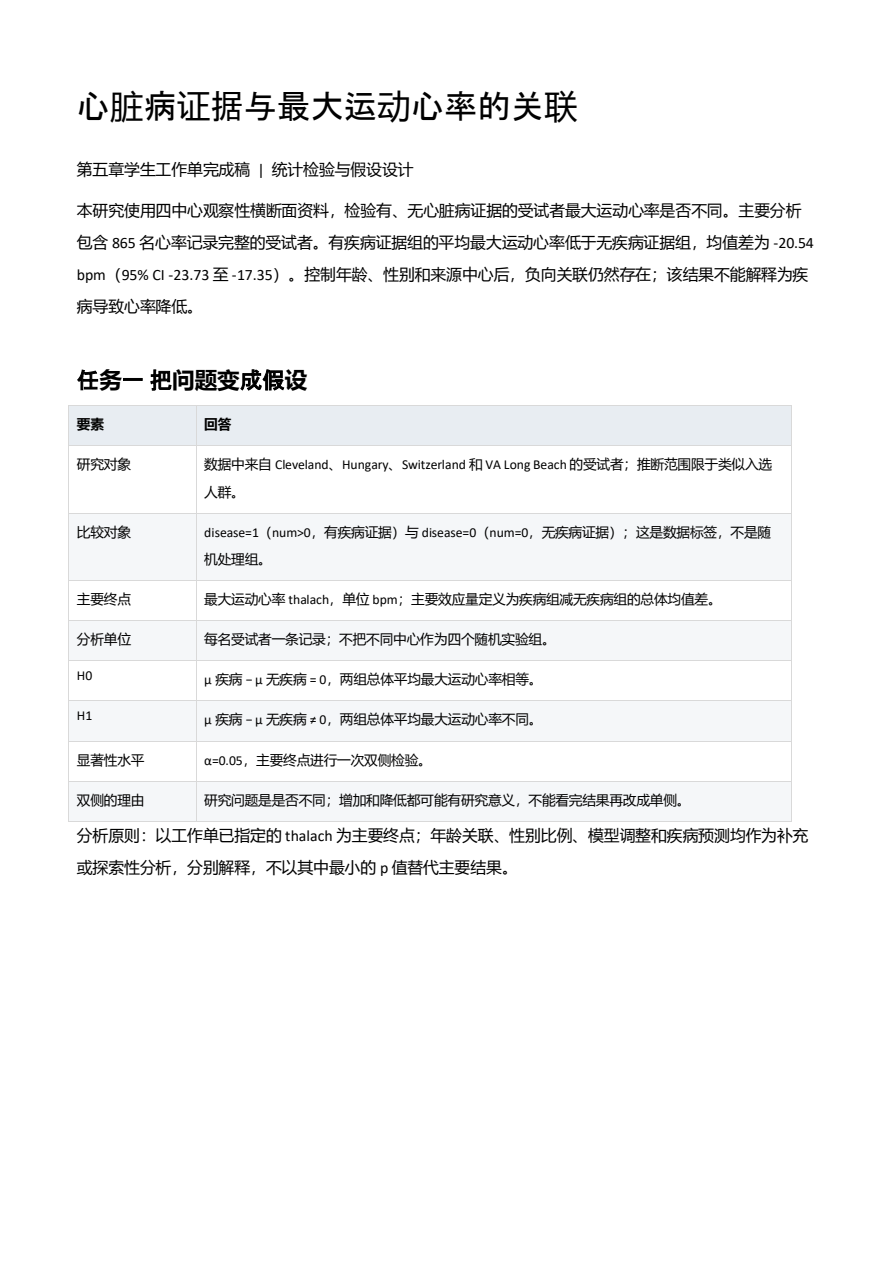 心脏病证据与最大运动心率的关联
第五章学生工作单完成稿 | 统计检验与假设设计
本研究使用四中心观察性横断面资料，检验有、无心脏病证据的受试者最大运动心率是否不同。主要分析
包含 865 名心率记录完整的受试者。有疾病证据组的平均最大运动心率低于无疾病证据组，均值差为 -20.54
bpm（95% CI -23.73 至 -17.35）。控制年龄、性别和来源中心后，负向关联仍然存在；该结果不能解释为疾
病导致心率降低。
任务一 把问题变成假设
要素 回答
研究对象 数据中来自 Cleveland、Hungary、Switzerland 和 VA Long Beach 的受试者；推断范围限于类似入选
人群。
比较对象 disease=1（num>0，有疾病证据）与 disease=0（num=0，无疾病证据）；这是数据标签，不是随
机处理组。
主要终点 最大运动心率 thalach，单位 bpm；主要效应量定义为疾病组减无疾病组的总体均值差。
分析单位 每名受试者一条记录；不把不同中心作为四个随机实验组。
H0 μ 疾病 − μ 无疾病 = 0，两组总体平均最大运动心率相等。
H1 μ 疾病 − μ 无疾病 ≠ 0，两组总体平均最大运动心率不同。
显著性水平 α=0.05，主要终点进行一次双侧检验。
双侧的理由 研究问题是是否不同；增加和降低都可能有研究意义，不能看完结果再改成单侧。
分析原则：以工作单已指定的 thalach 为主要终点；年龄关联、性别比例、模型调整和疾病预测均作为补充
或探索性分析，分别解释，不以其中最小的 p 值替代主要结果。